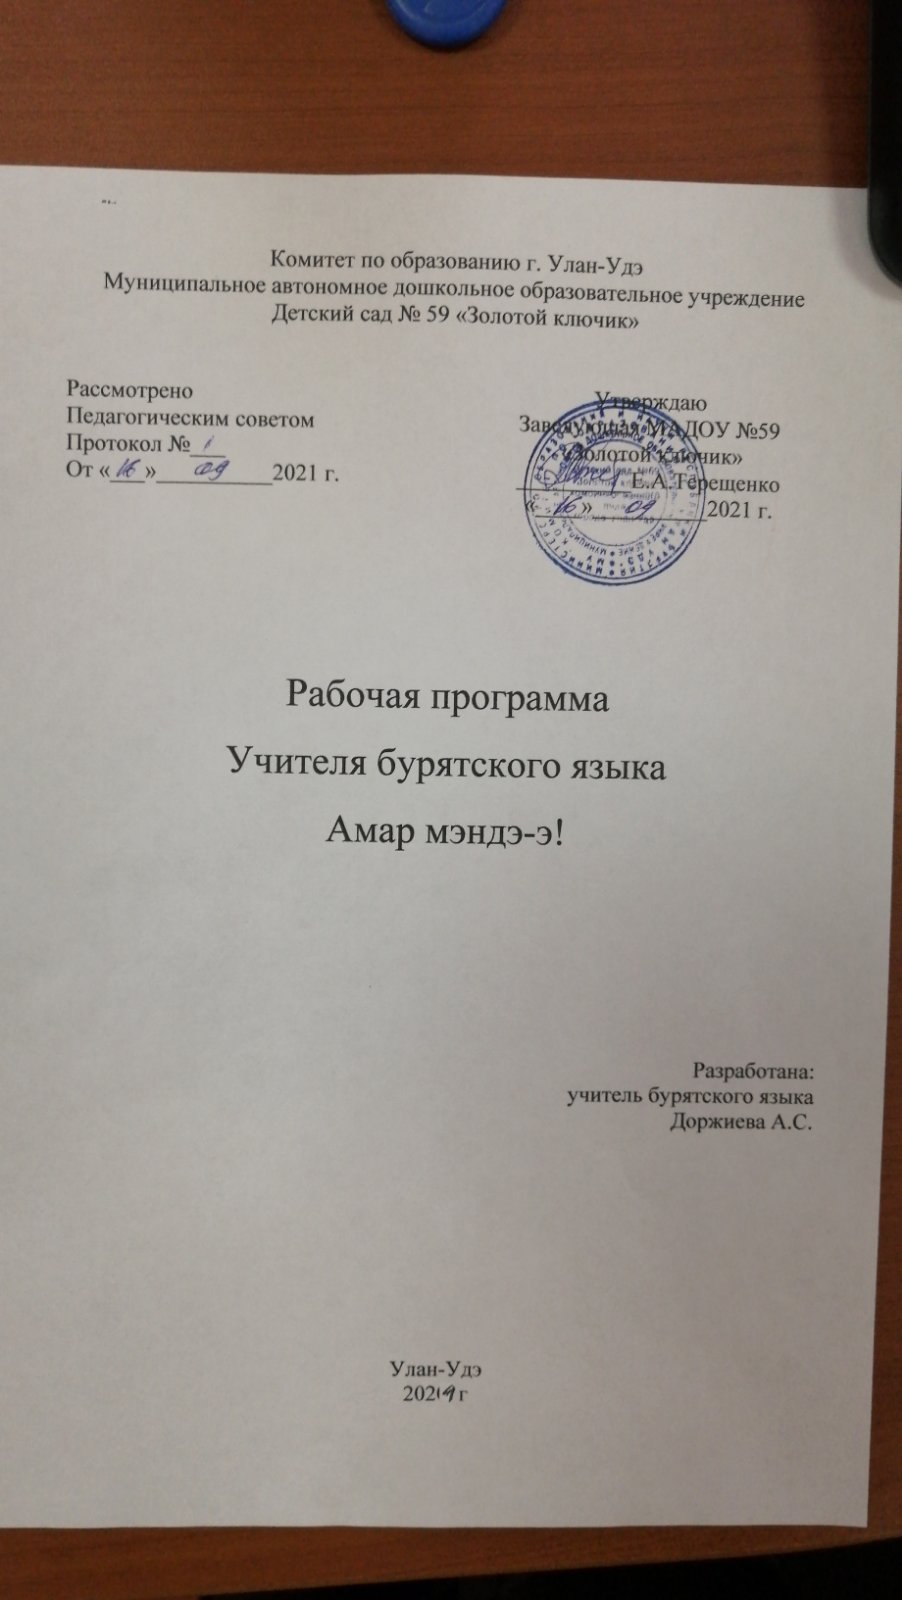 Комитет по образованию г. Улан-Удэ
Муниципальное автономное дошкольное образовательное учреждение
Детский сад № 59 «Золотой ключик»
Рассмотрено
Педагогическим советом
Протокол № 1
От «16» 09 2021 г.
Утверждаю
Заведующая МАДОУ №59
«Золотой ключик»
Е.А.Терещенко
«16» 09 2021 г.
Рабочая программа
Учителя бурятского языка
Амар мэндэ-э!
Разработана:
учитель бурятского языка
Доржиева А.С.
Улан-Удэ